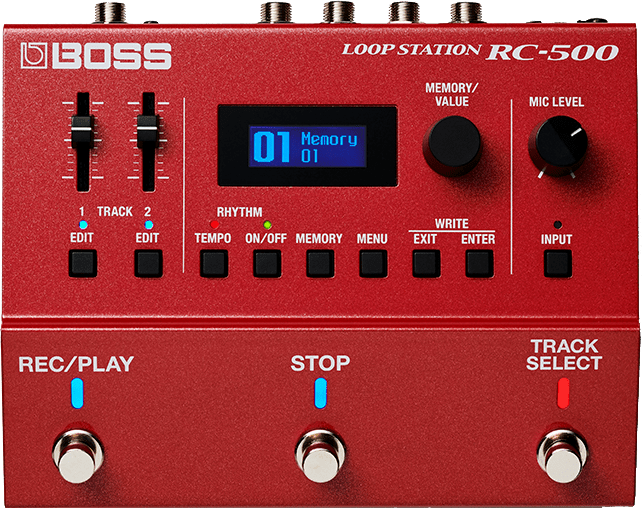 BOSS
LOOP STATION RC-500
MEMORY/
VALUE
MIC LEVEL
01
Memory
01
1 TRACK 2
RHYTHM
WRITE
EDIT
EDIT
TEMPO
ON/OFF
MEMORY
MENU
EXIT
ENTER
INPUT
REC/PLAY
STOP
TRACK
SELECT